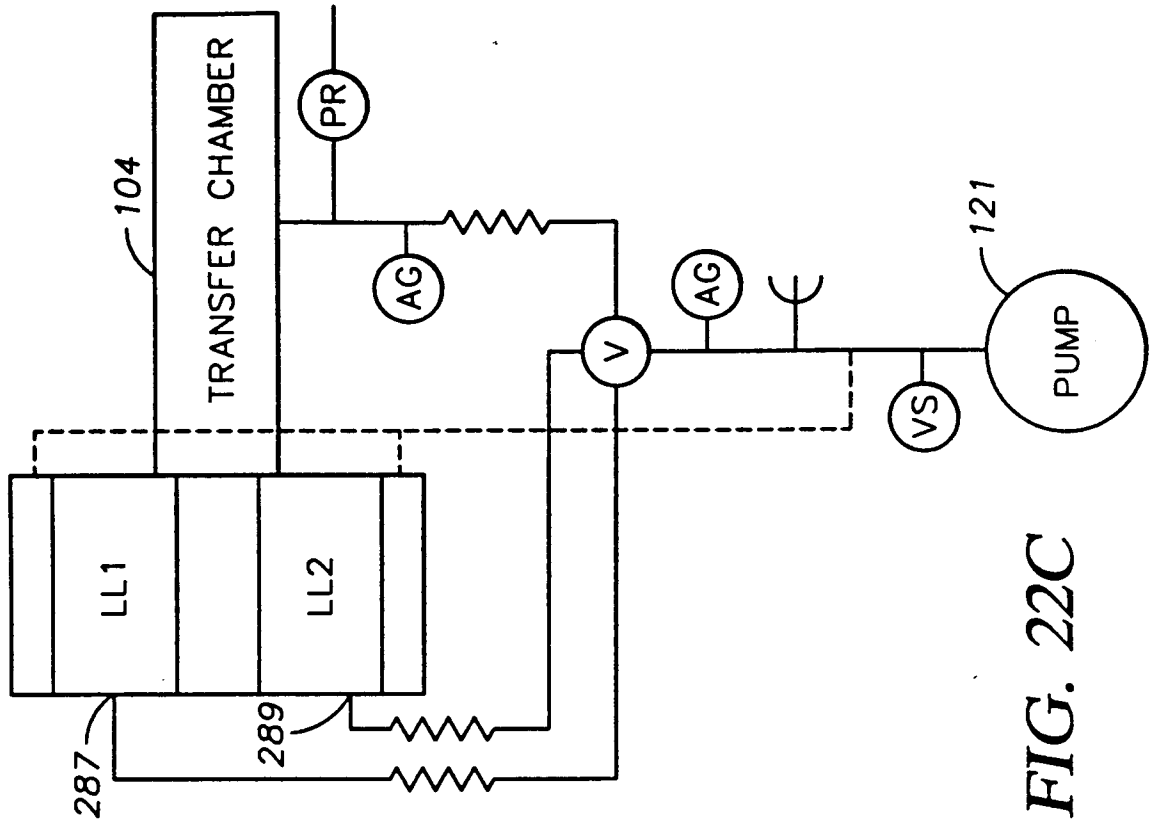 104
TRANSFER CHAMBER
PR
LL1
LL2
AG
287
289
V
AG
VS
121
PUMP
FIG. 22C